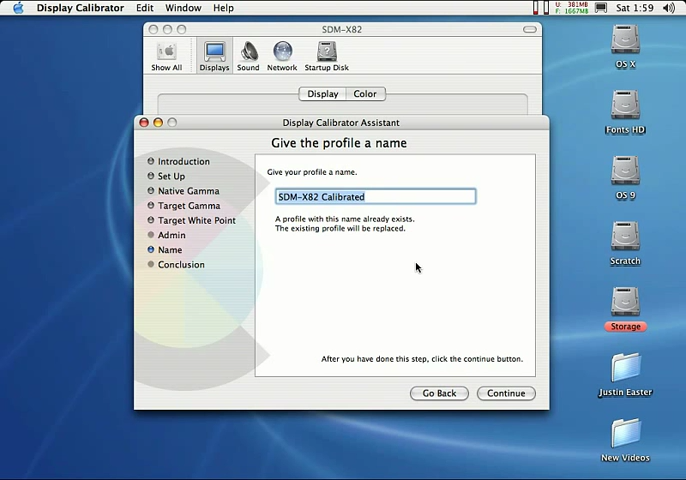 Display Calibrator Edit Window Help
U: 381MB
F: 1667MB
Sat 1:59
SDM-X82
Show All Displays Sound Network Startup Disk
Display Color
Display Calibrator Assistant
Give the profile a name
Introduction
Set Up
Native Gamma
Target Gamma
Target White Point
Admin
Name
Conclusion
Give your profile a name.
SDM-X82 Calibrated
A profile with this name already exists.
The existing profile will be replaced.
After you have done this step, click the continue button.
Go Back Continue
OS X
Fonts HD
OS 9
Scratch
Storage
Justin Easter
New Videos